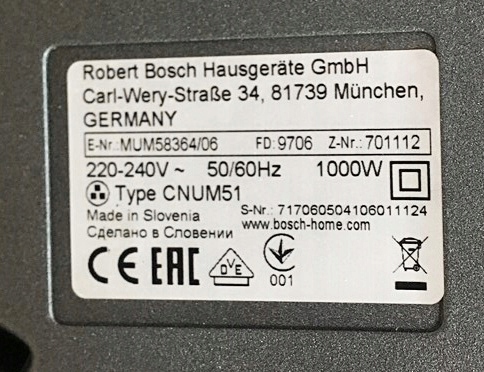 Robert Bosch Hausgeräte GmbH
Carl-Wery-Straße 34, 81739 München,
GERMANY
E-Nr.: MUM58364/06 FD: 9706 Z-Nr.: 701112
220-240V ~ 50/60Hz 1000W
Type CNUM51
Made in Slovenia S-Nr.: 717060504106011124
Сделано в Словении www.bosch-home.com
CE EAC DVE
001